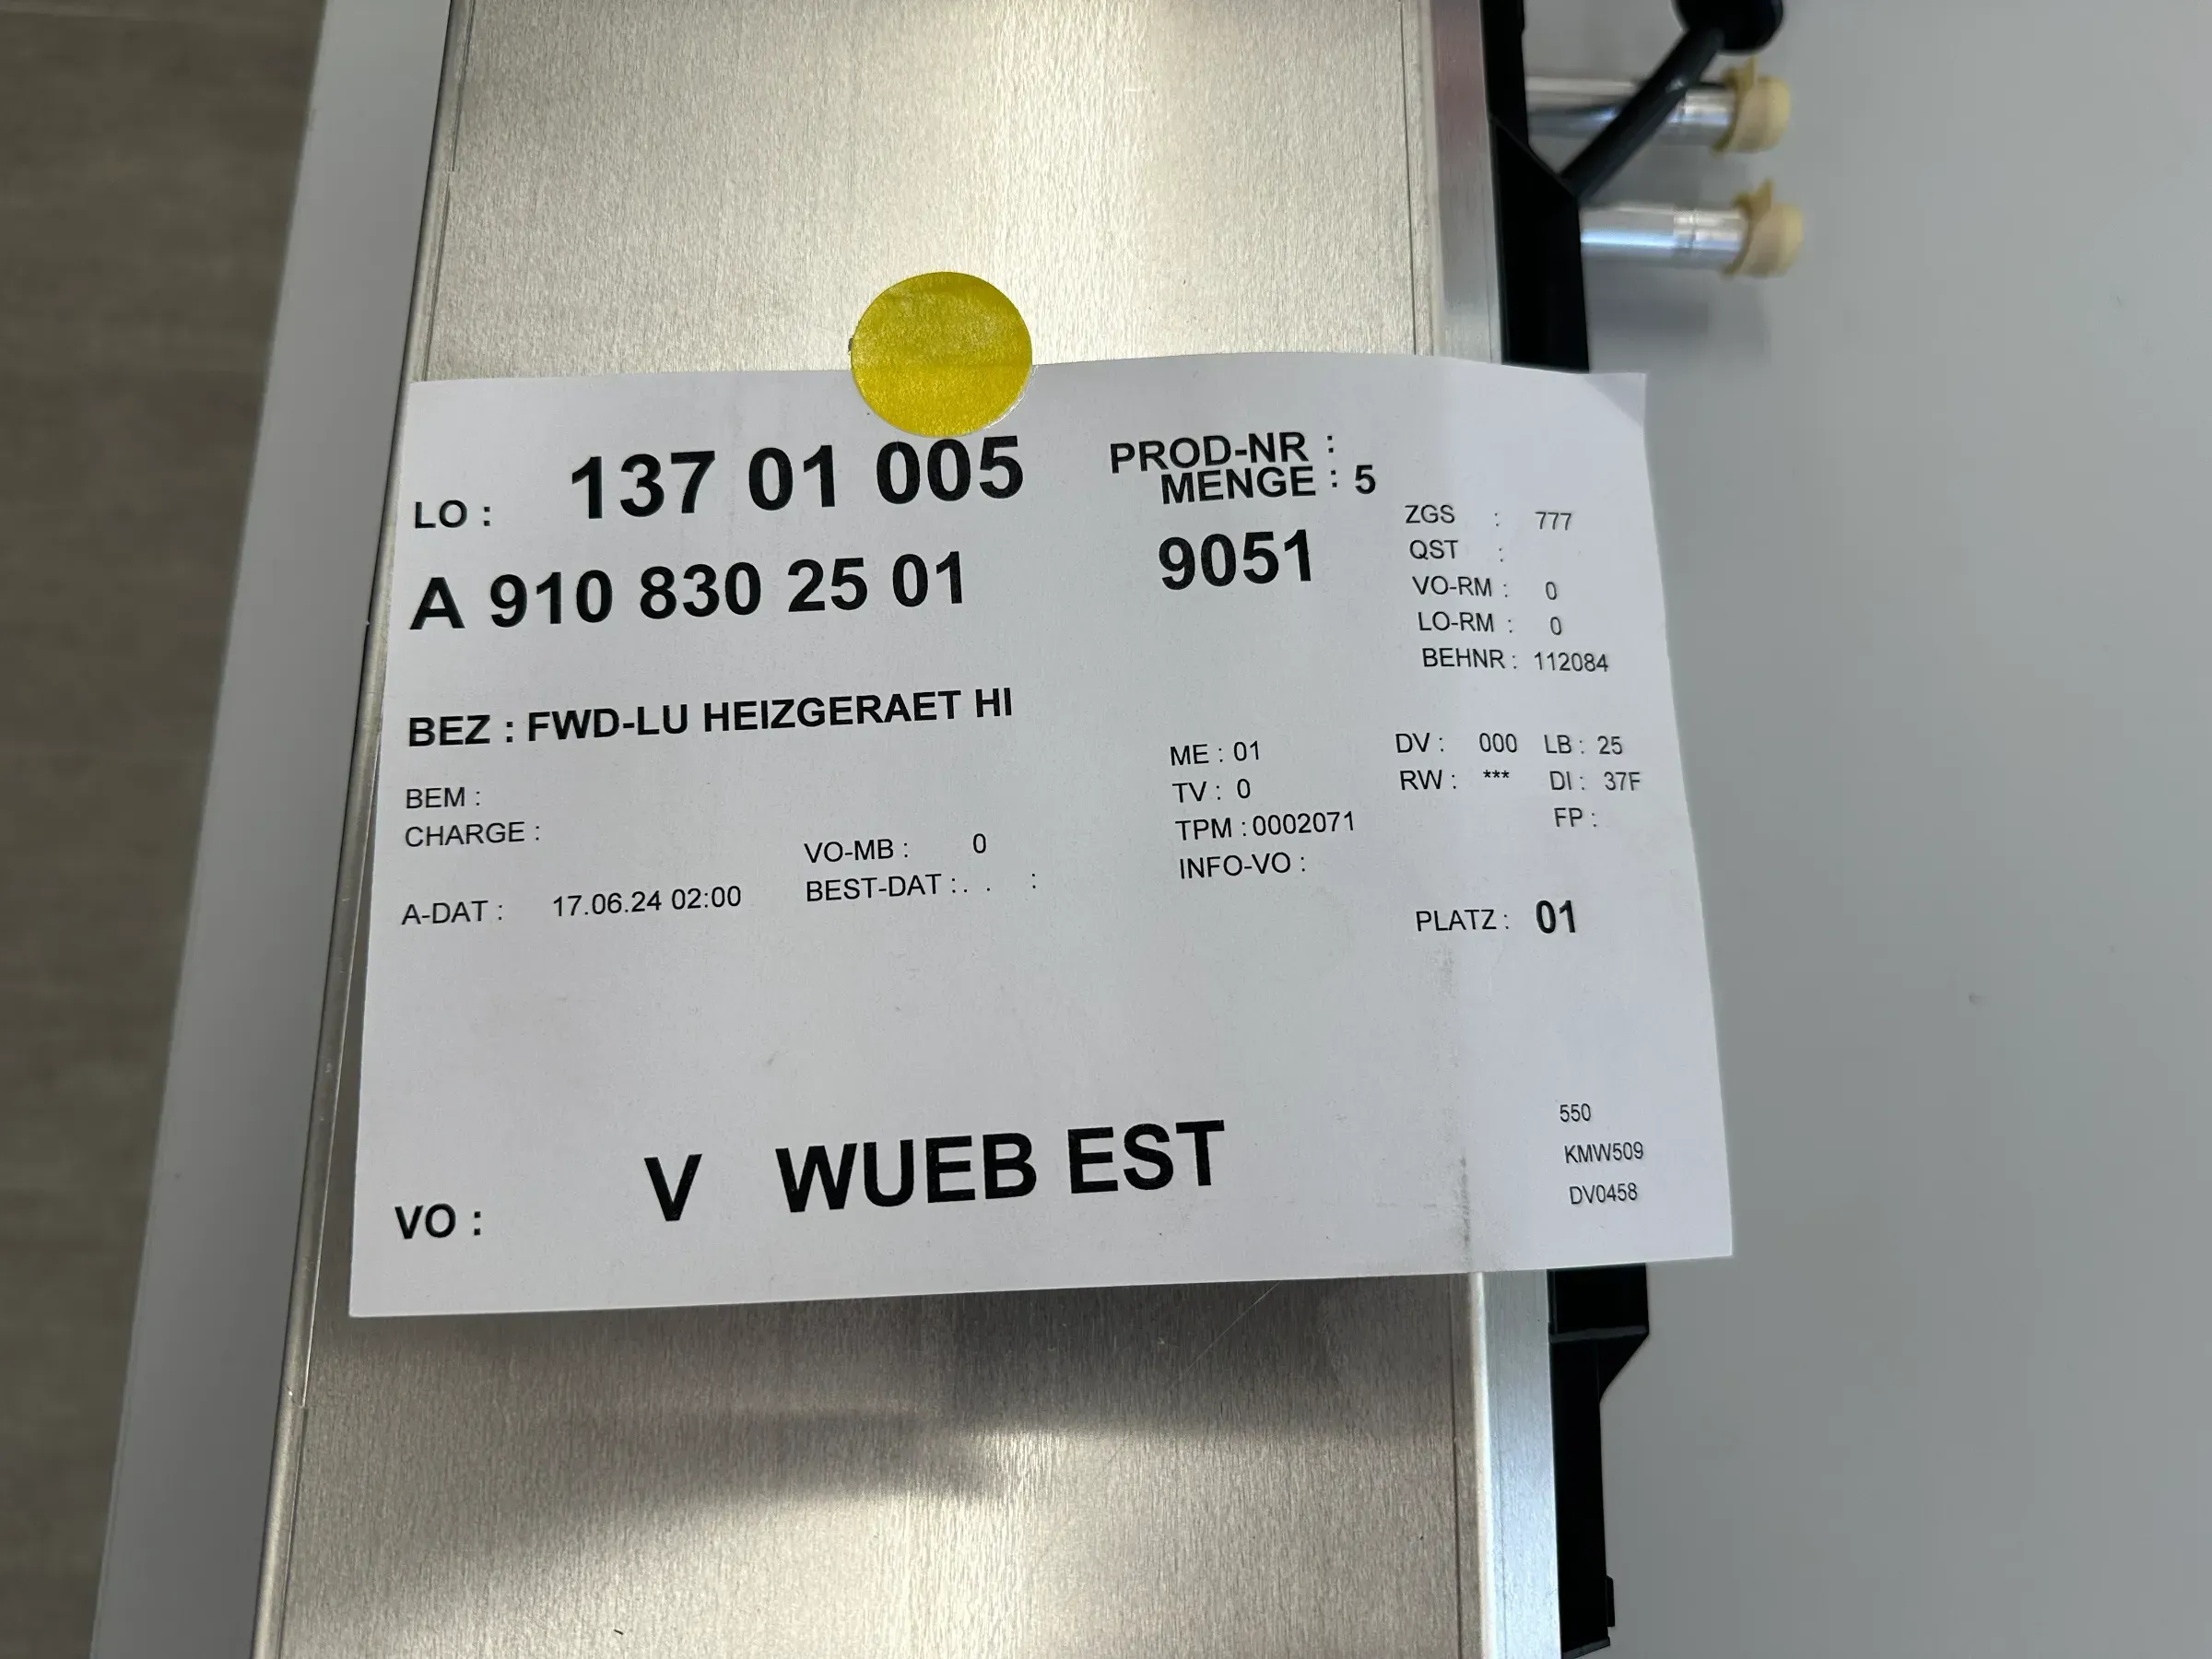 LO : 137 01 005 PROD-NR :
MENGE : 5
A 910 830 25 01 9051 ZGS : 777
QST :
VO-RM : 0
LO-RM : 0
BEHNR : 112084
BEZ : FWD-LU HEIZGERAET HI
ME : 01 DV : 000 LB : 25
BEM : TV : 0 RW : *** DI : 37F
CHARGE : VO-MB : 0 TPM : 0002071 FP :
A-DAT : 17.06.24 02:00 BEST-DAT : . . : INFO-VO :
PLATZ : 01
550
KMW509
DV0458
VO : V WUEB EST